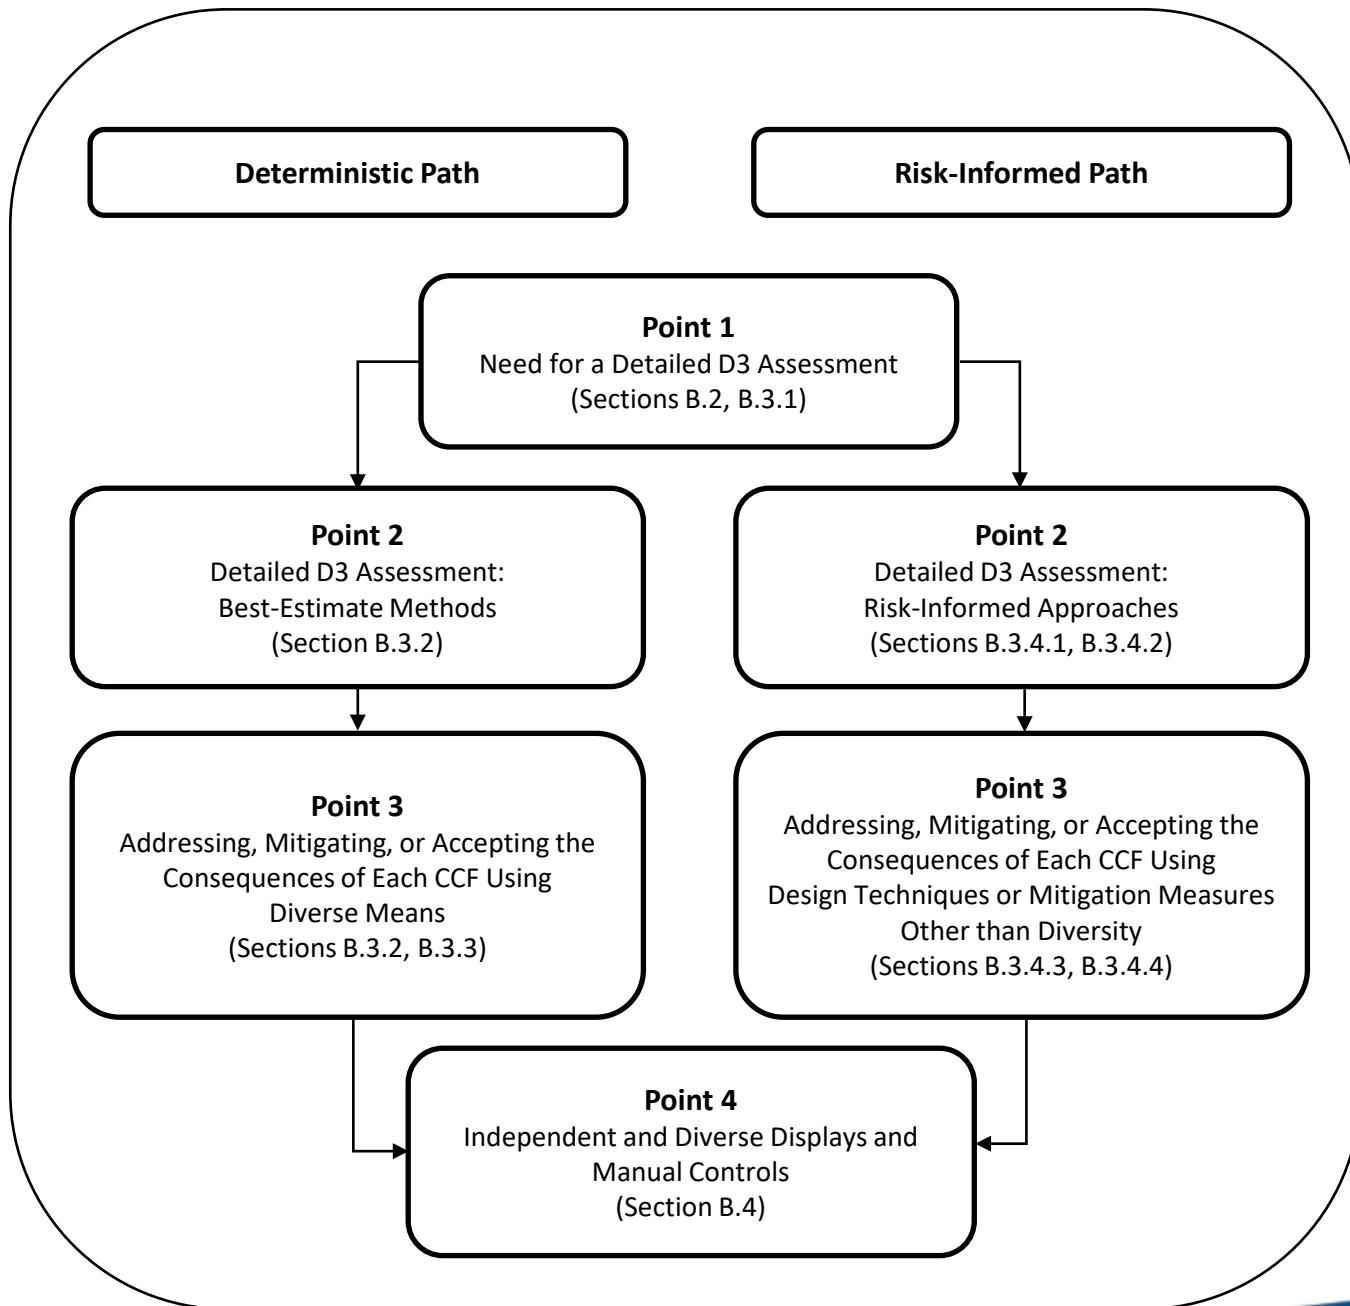 Deterministic Path
Risk-Informed Path
Point 1
Need for a Detailed D3 Assessment
(Sections B.2, B.3.1)
Point 2
Detailed D3 Assessment:
Best-Estimate Methods
(Section B.3.2)
Point 2
Detailed D3 Assessment:
Risk-Informed Approaches
(Sections B.3.4.1, B.3.4.2)
Point 3
Addressing, Mitigating, or Accepting the
Consequences of Each CCF Using
Diverse Means
(Sections B.3.2, B.3.3)
Point 3
Addressing, Mitigating, or Accepting the
Consequences of Each CCF Using
Design Techniques or Mitigation Measures
Other than Diversity
(Sections B.3.4.3, B.3.4.4)
Point 4
Independent and Diverse Displays and
Manual Controls
(Section B.4)